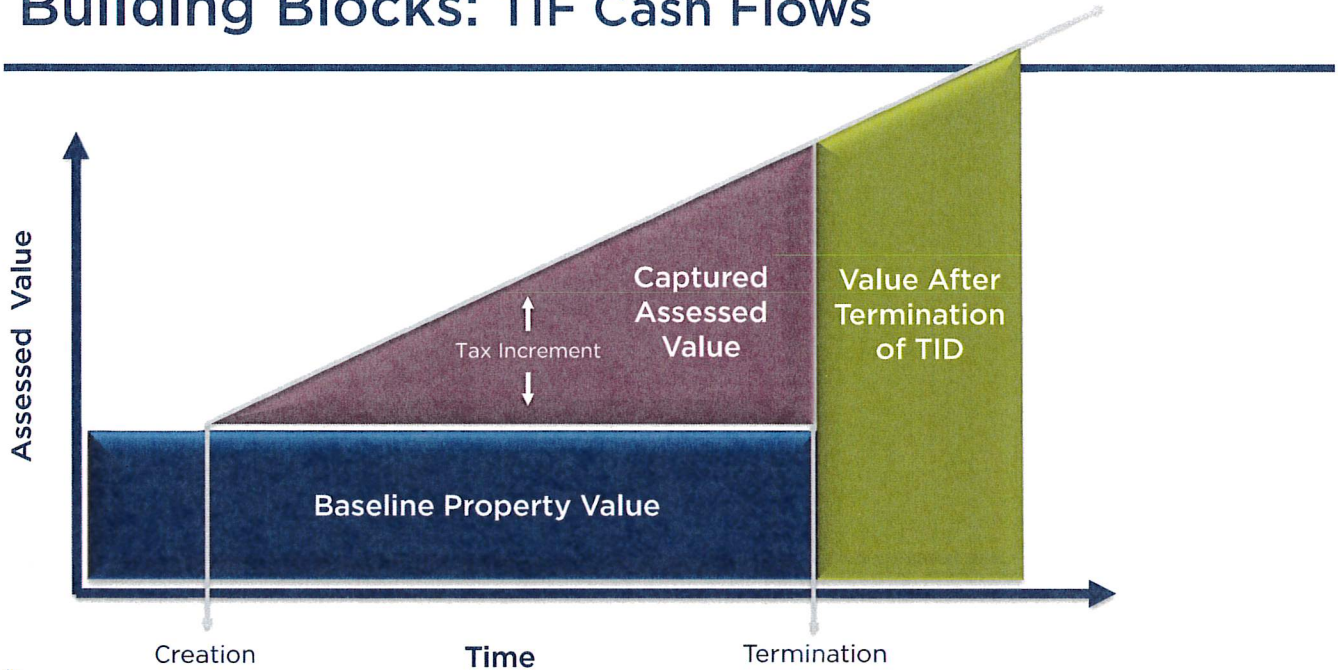 Building Blocks: TIF Cash Flows
Assessed Value
Captured
Assessed
Value
Tax Increment
Value After
Termination
of TID
Baseline Property Value
Creation
Time
Termination